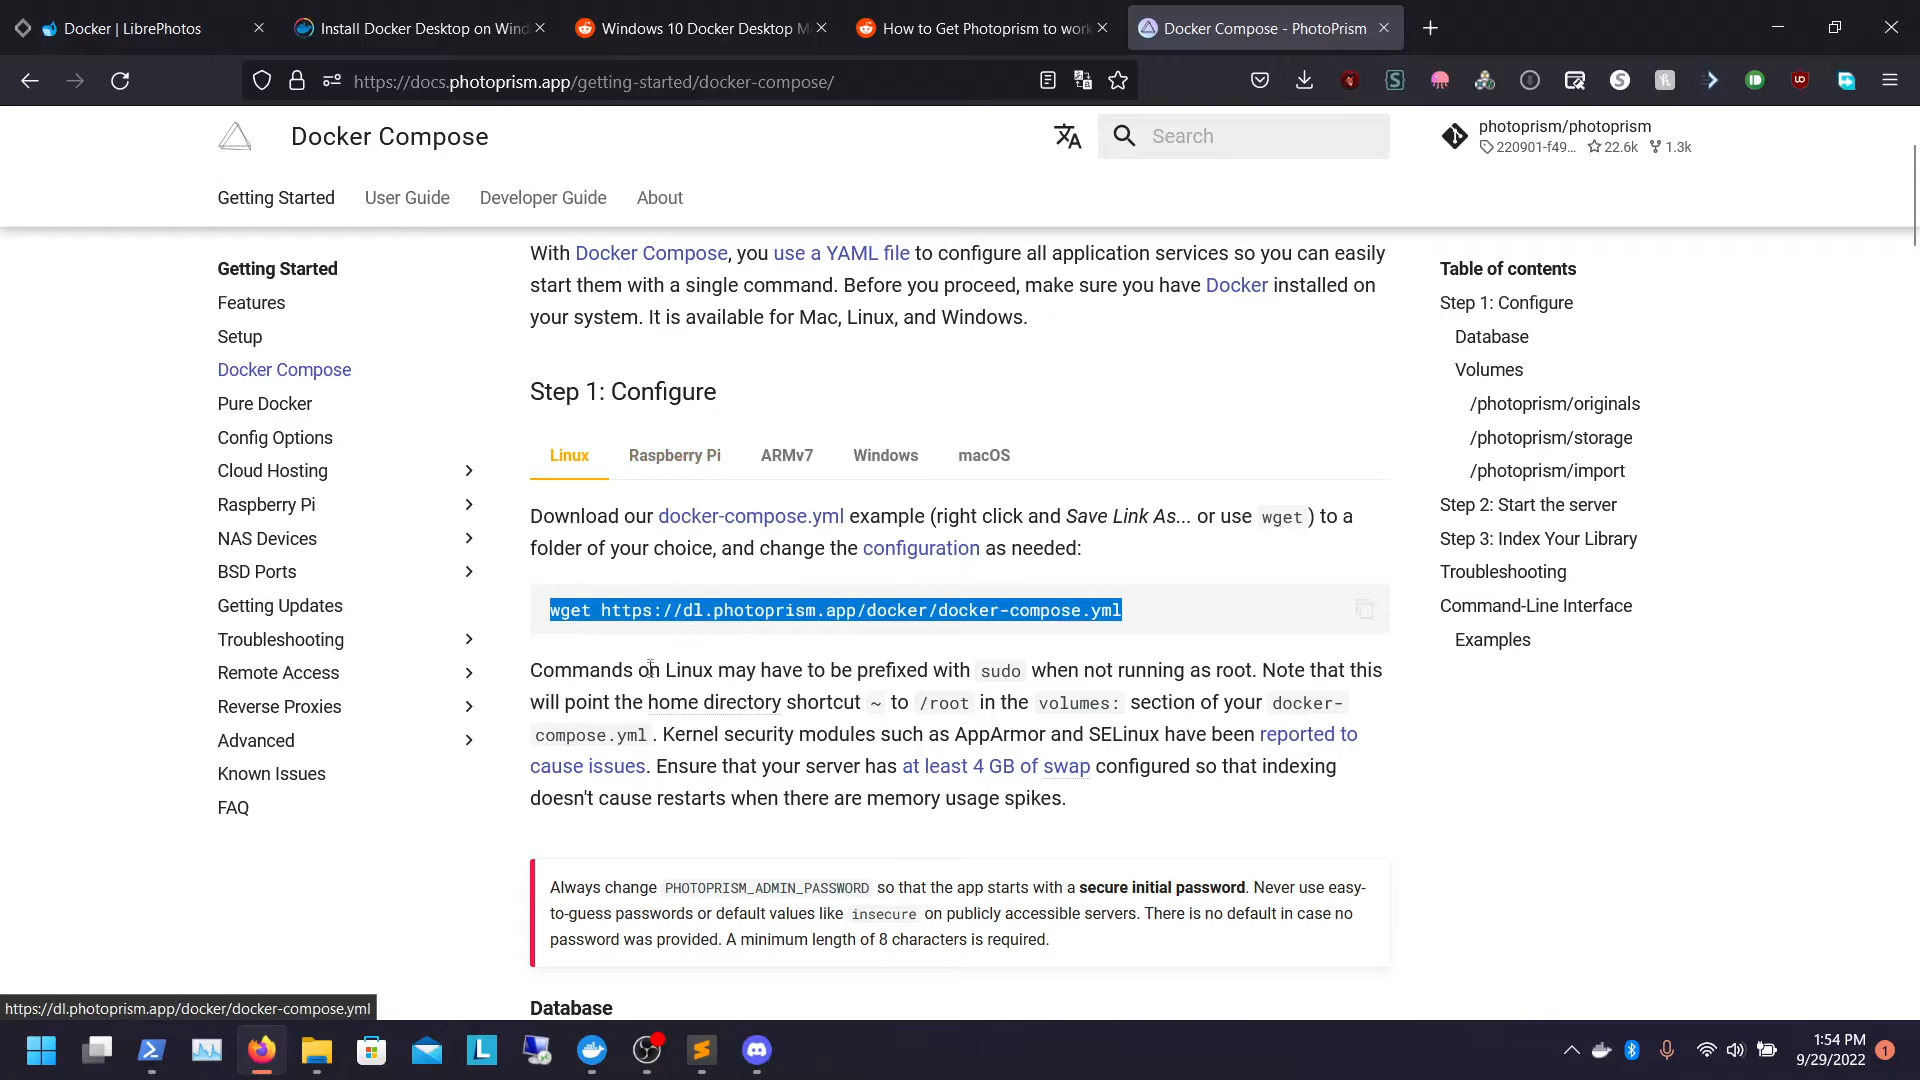 Docker | LibrePhotos
Install Docker Desktop on Wind
Windows 10 Docker Desktop M
How to Get Photoprism to work
Docker Compose - PhotoPrism
https://docs.photoprism.app/getting-started/docker-compose/
Docker Compose
Search
photoprism/photoprism
220901-f49... 22.6k 1.3k
Getting Started User Guide Developer Guide About
Getting Started
Features
Setup
Docker Compose
Pure Docker
Config Options
Cloud Hosting
Raspberry Pi
NAS Devices
BSD Ports
Getting Updates
Troubleshooting
Remote Access
Reverse Proxies
Advanced
Known Issues
FAQ
With Docker Compose, you use a YAML file to configure all application services so you can easily
start them with a single command. Before you proceed, make sure you have Docker installed on
your system. It is available for Mac, Linux, and Windows.
Step 1: Configure
Linux Raspberry Pi ARMv7 Windows macOS
Download our docker-compose.yml example (right click and Save Link As... or use wget ) to a
folder of your choice, and change the configuration as needed:
wget https://dl.photoprism.app/docker/docker-compose.yml
Commands on Linux may have to be prefixed with sudo when not running as root. Note that this
will point the home directory shortcut ~ to /root in the volumes: section of your docker-
compose.yml . Kernel security modules such as AppArmor and SELinux have been reported to
cause issues. Ensure that your server has at least 4 GB of swap configured so that indexing
doesn't cause restarts when there are memory usage spikes.
Always change PHOTOPRISM_ADMIN_PASSWORD so that the app starts with a secure initial password. Never use easy-
to-guess passwords or default values like insecure on publicly accessible servers. There is no default in case no
password was provided. A minimum length of 8 characters is required.
Database
Table of contents
Step 1: Configure
Database
Volumes
/photoprism/originals
/photoprism/storage
/photoprism/import
Step 2: Start the server
Step 3: Index Your Library
Troubleshooting
Command-Line Interface
Examples
https://dl.photoprism.app/docker/docker-compose.yml
1:54 PM
9/29/2022
1